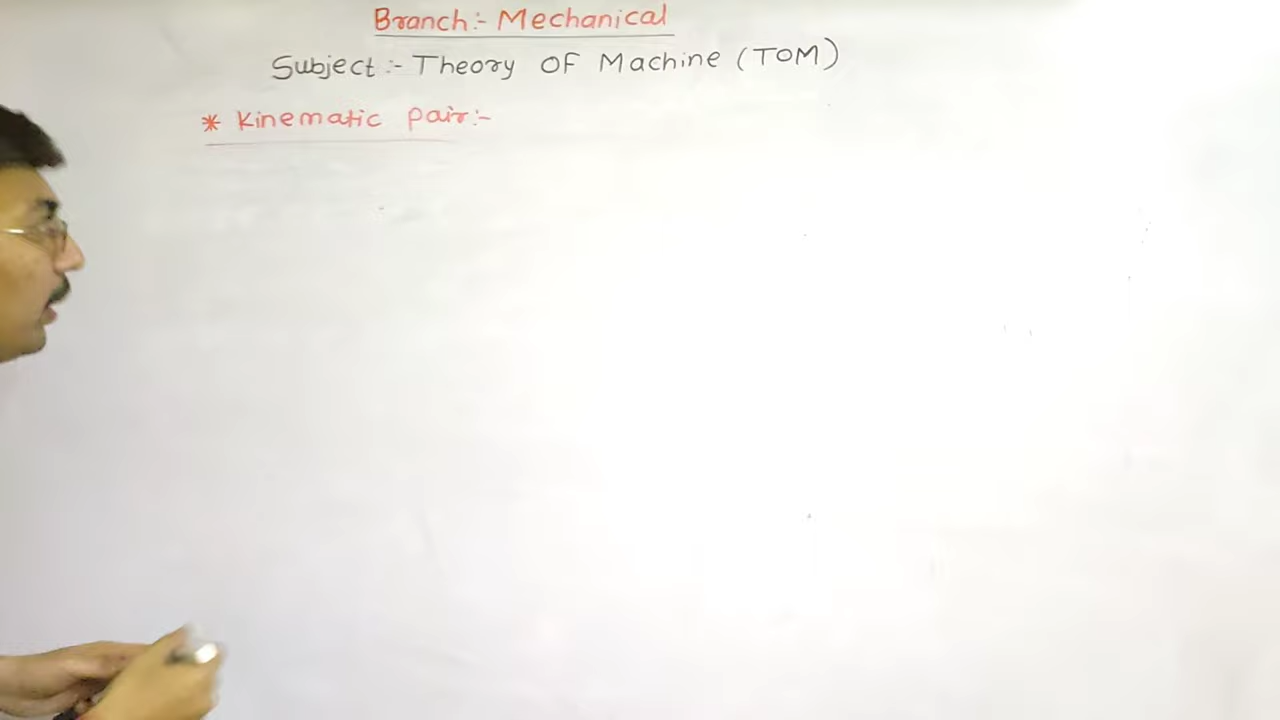 Branch:- Mechanical
Subject:- Theory OF Machine (TOM)
* Kinematic pair:-